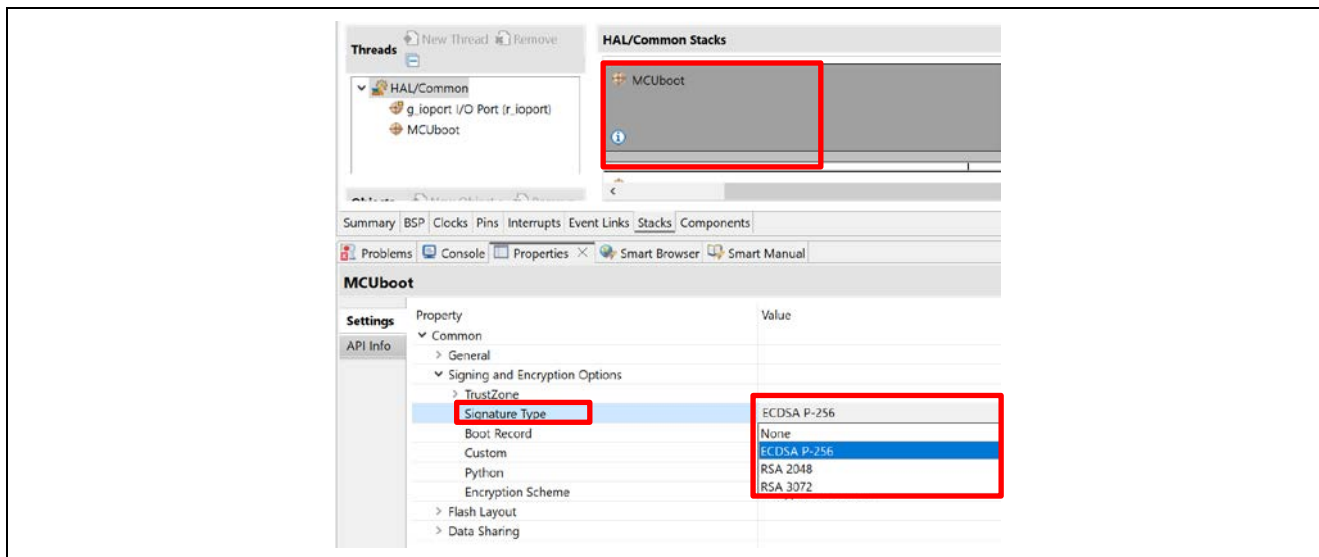 Threads New Thread Remove
HAL/Common Stacks
HAL/Common
g_ioport I/O Port (r_ioport)
MCUboot
MCUboot
Summary BSP Clocks Pins Interrupts Event Links Stacks Components
Problems Console Properties Smart Browser Smart Manual
MCUboot
Settings
API Info
Property Value
Common
General
Signing and Encryption Options
TrustZone
Signature Type ECDSA P-256
Boot Record None
Custom ECDSA P-256
Python RSA 2048
Encryption Scheme RSA 3072
Flash Layout
Data Sharing